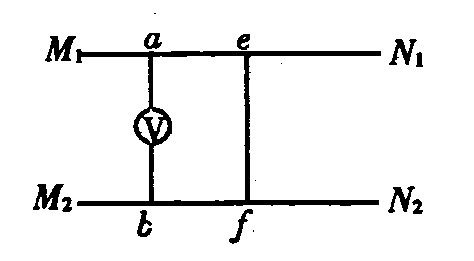 M₁ a e N₁
V
M₂ b f N₂